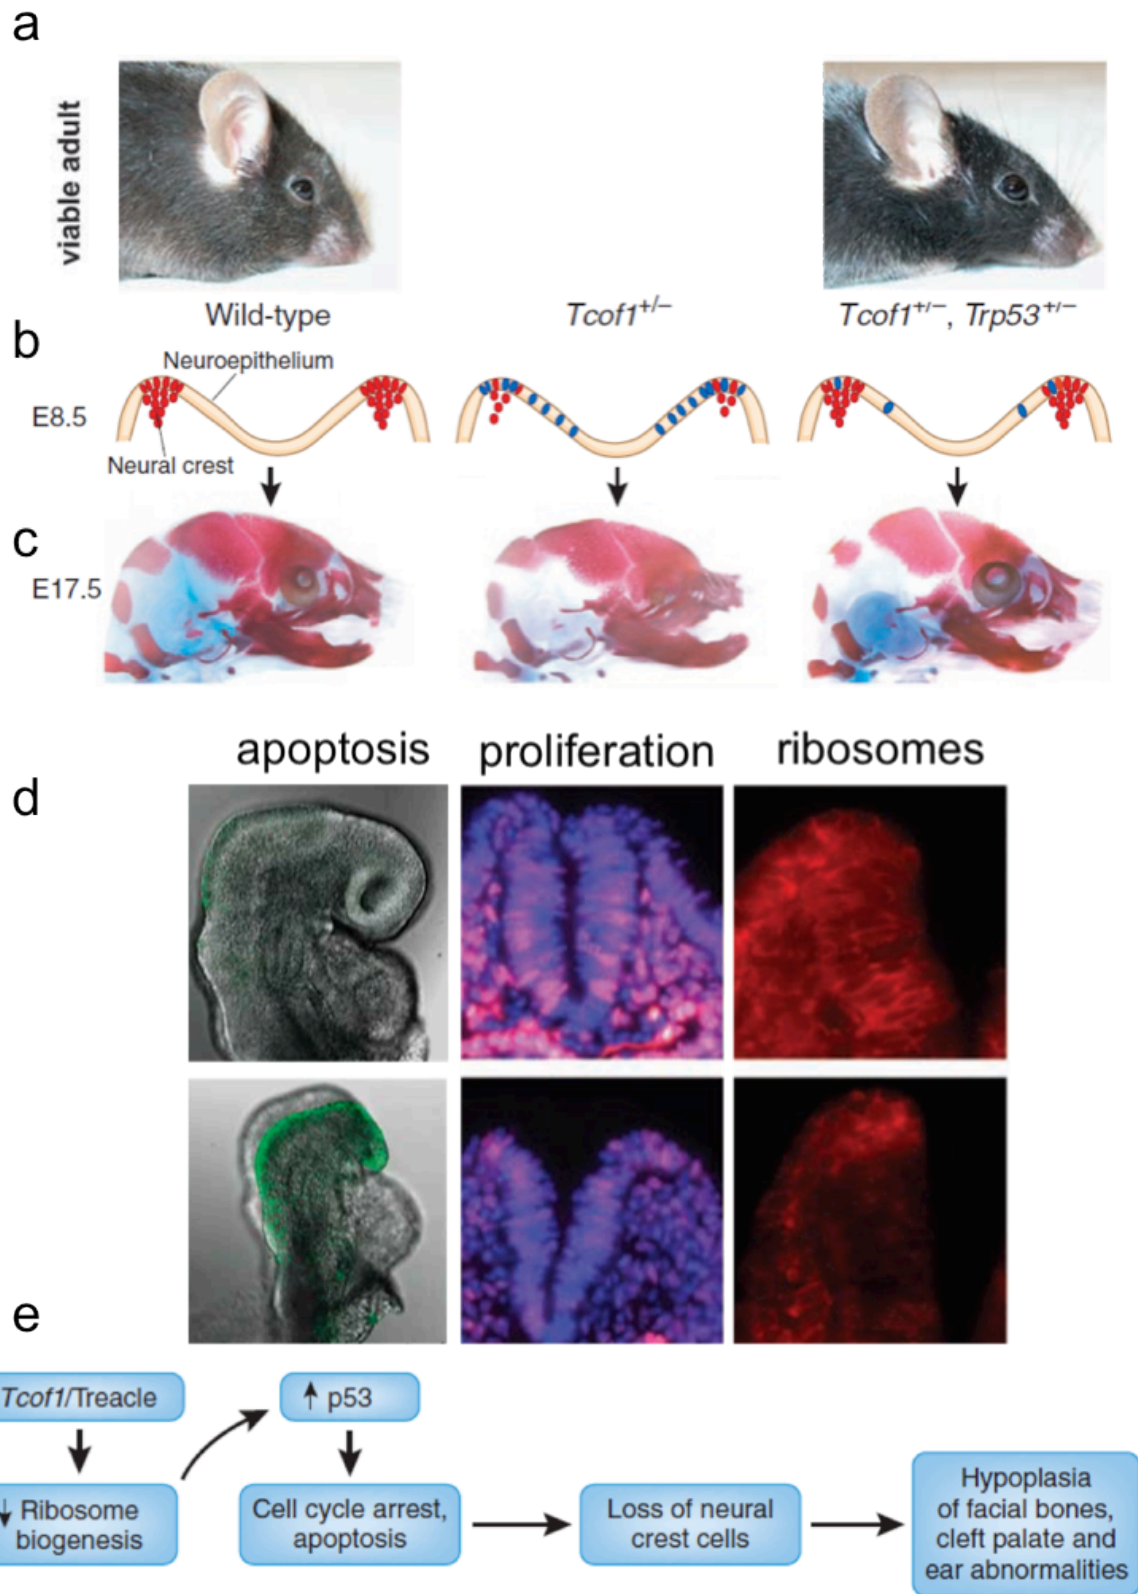 a
viable adult
Wild-type
Tcof1+/−
Tcof1+/−, Trp53+/−
b
Neuroepithelium
E8.5
Neural crest
c
E17.5
apoptosis
proliferation
ribosomes
d
e
Tcof1/Treacle
↑ p53
↓ Ribosome
biogenesis
Cell cycle arrest,
apoptosis
Loss of neural
crest cells
Hypoplasia
of facial bones,
cleft palate and
ear abnormalities